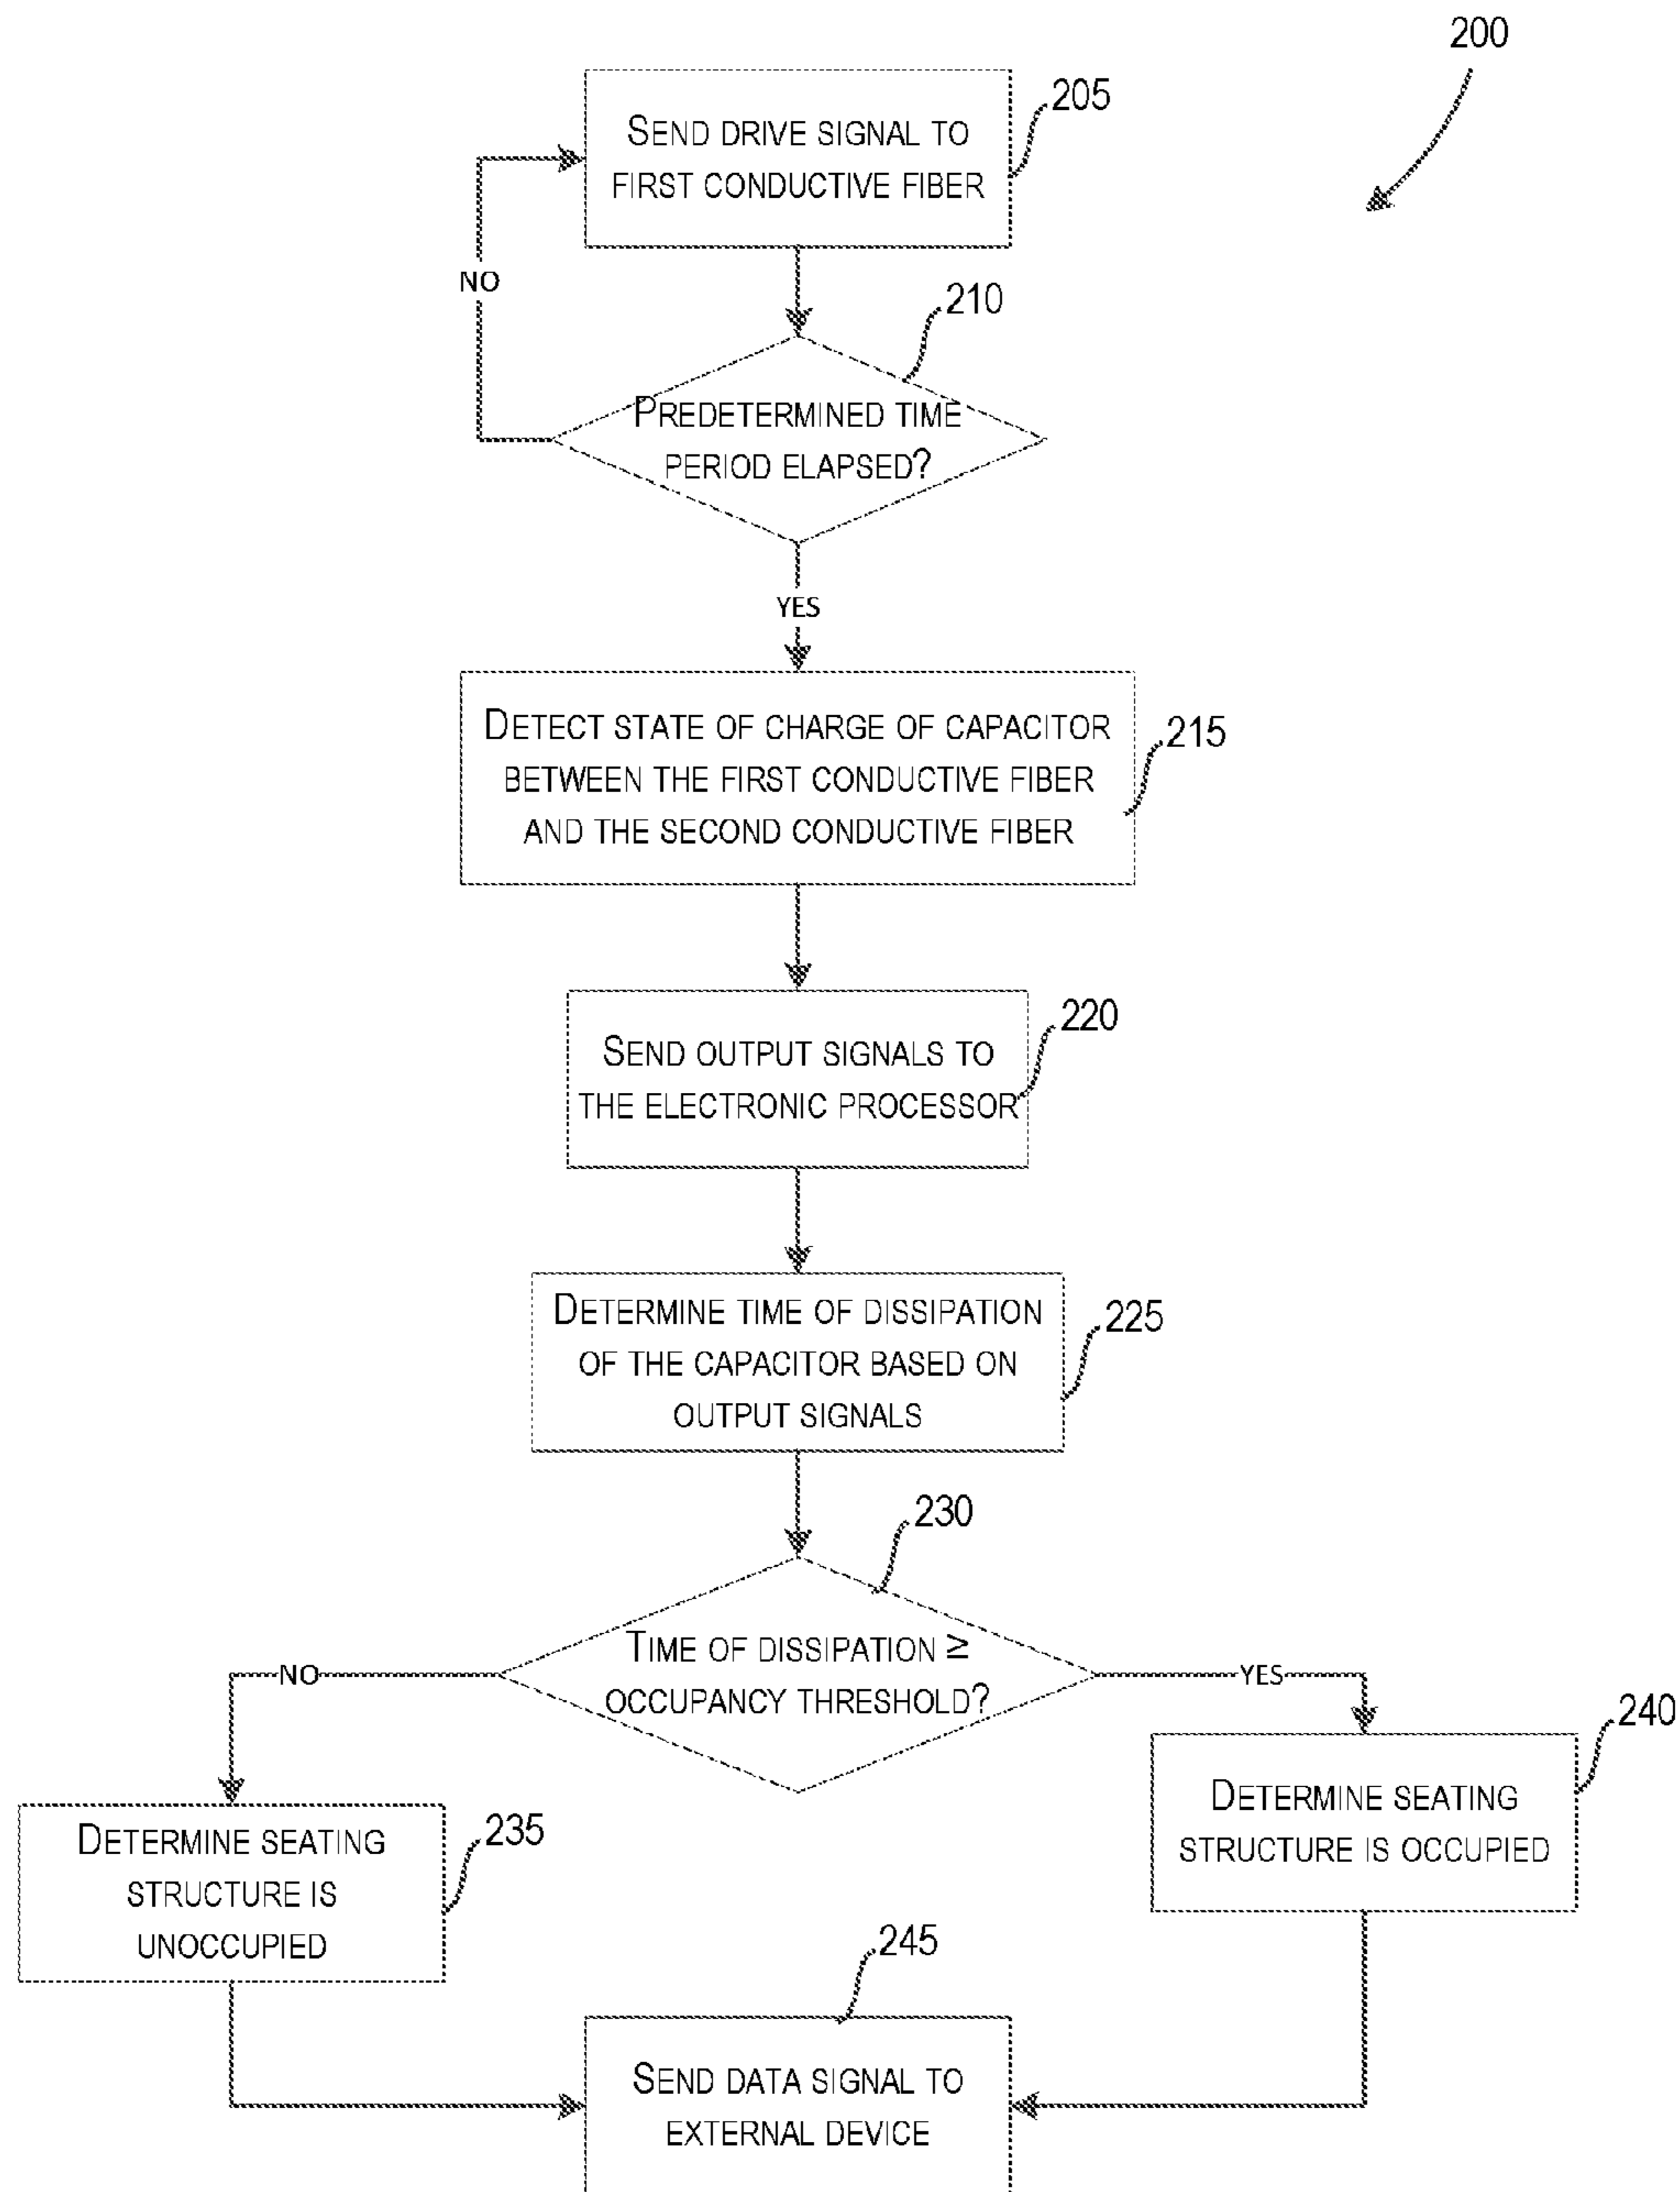 200
205
SEND DRIVE SIGNAL TO
FIRST CONDUCTIVE FIBER
NO
210
PREDETERMINED TIME
PERIOD ELAPSED?
YES
215
DETECT STATE OF CHARGE OF CAPACITOR
BETWEEN THE FIRST CONDUCTIVE FIBER
AND THE SECOND CONDUCTIVE FIBER
220
SEND OUTPUT SIGNALS TO
THE ELECTRONIC PROCESSOR
225
DETERMINE TIME OF DISSIPATION
OF THE CAPACITOR BASED ON
OUTPUT SIGNALS
230
TIME OF DISSIPATION ≥
OCCUPANCY THRESHOLD?
NO
YES
235
DETERMINE SEATING
STRUCTURE IS
UNOCCUPIED
240
DETERMINE SEATING
STRUCTURE IS OCCUPIED
245
SEND DATA SIGNAL TO
EXTERNAL DEVICE